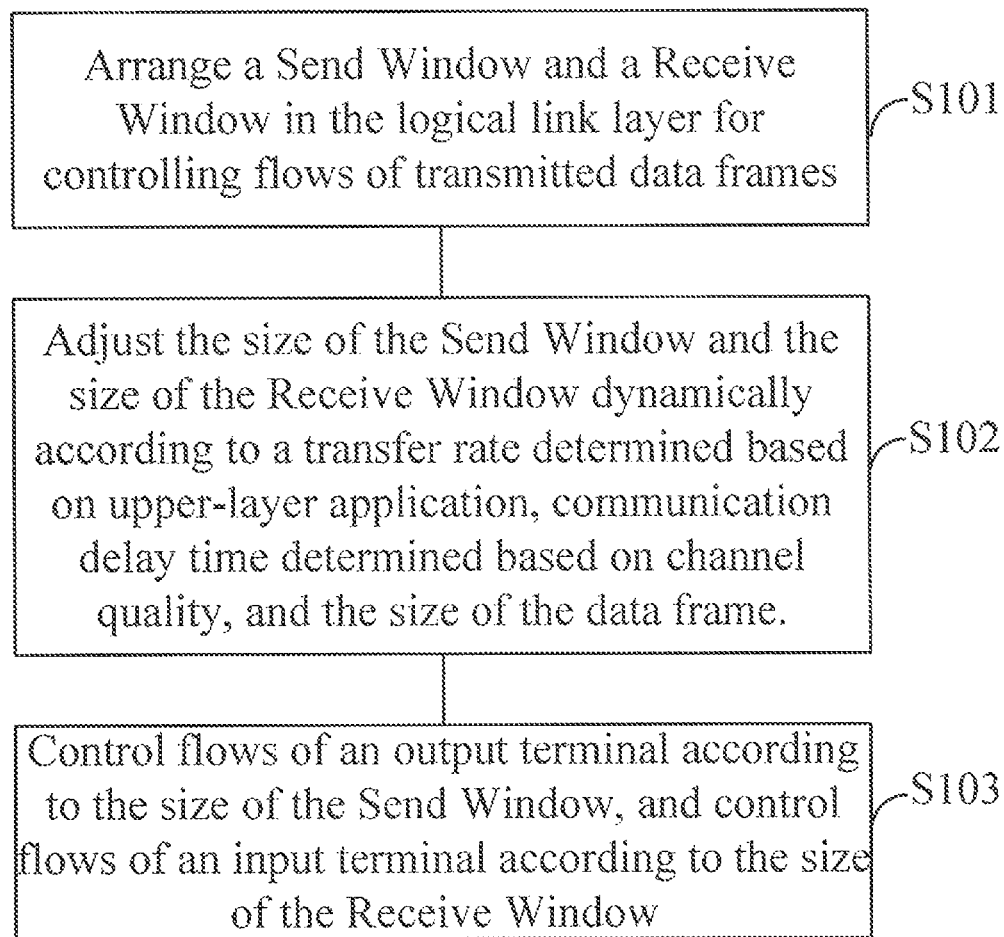 Arrange a Send Window and a Receive
Window in the logical link layer for
controlling flows of transmitted data frames
S101
Adjust the size of the Send Window and the
size of the Receive Window dynamically
according to a transfer rate determined based
on upper-layer application, communication
delay time determined based on channel
quality, and the size of the data frame.
S102
Control flows of an output terminal according
to the size of the Send Window, and control
flows of an input terminal according to the size
of the Receive Window
S103